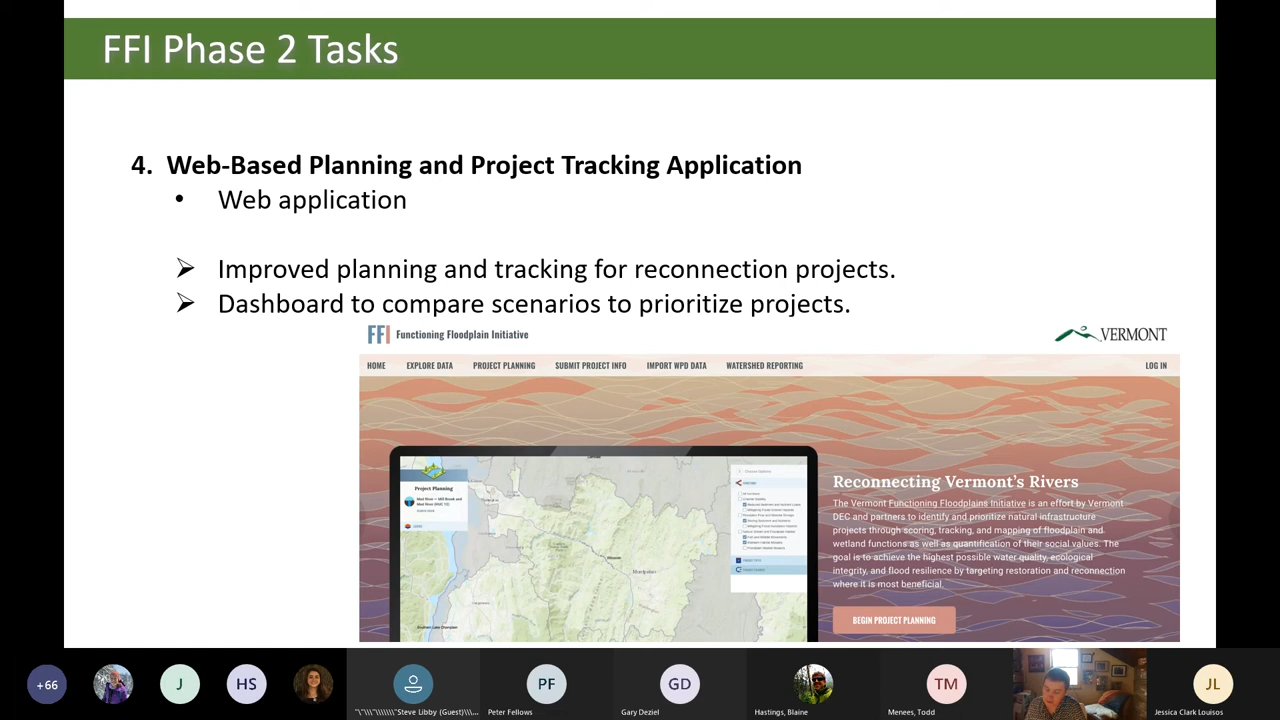 FFI Phase 2 Tasks
4. Web-Based Planning and Project Tracking Application
• Web application
➢ Improved planning and tracking for reconnection projects.
➢ Dashboard to compare scenarios to prioritize projects.
FFI Functioning Floodplain Initiative
VERMONT
HOME EXPLORE DATA PROJECT PLANNING SUBMIT PROJECT INFO IMPORT WPD DATA WATERSHED REPORTING LOG IN
Project Planning
Montpelier
Reconnecting Vermont's Rivers
The Vermont Functioning Floodplains Initiative is an effort by Vermont
DEC and partners to identify and prioritize natural infrastructure
projects through scoring, tracking, and mapping of floodplain and
wetland functions as well as quantification of their social values. The
goal is to achieve the highest possible water quality, ecological
integrity, and flood resilience by targeting restoration and reconnection
where it is most beneficial.
BEGIN PROJECT PLANNING
+66 J HS PF GD TM JL
"\"\\\"\\\\\\\"Steve Libby (Guest)\\\... Peter Fellows Gary Deziel Hastings, Blaine Menees, Todd Jessica Clark Louisos